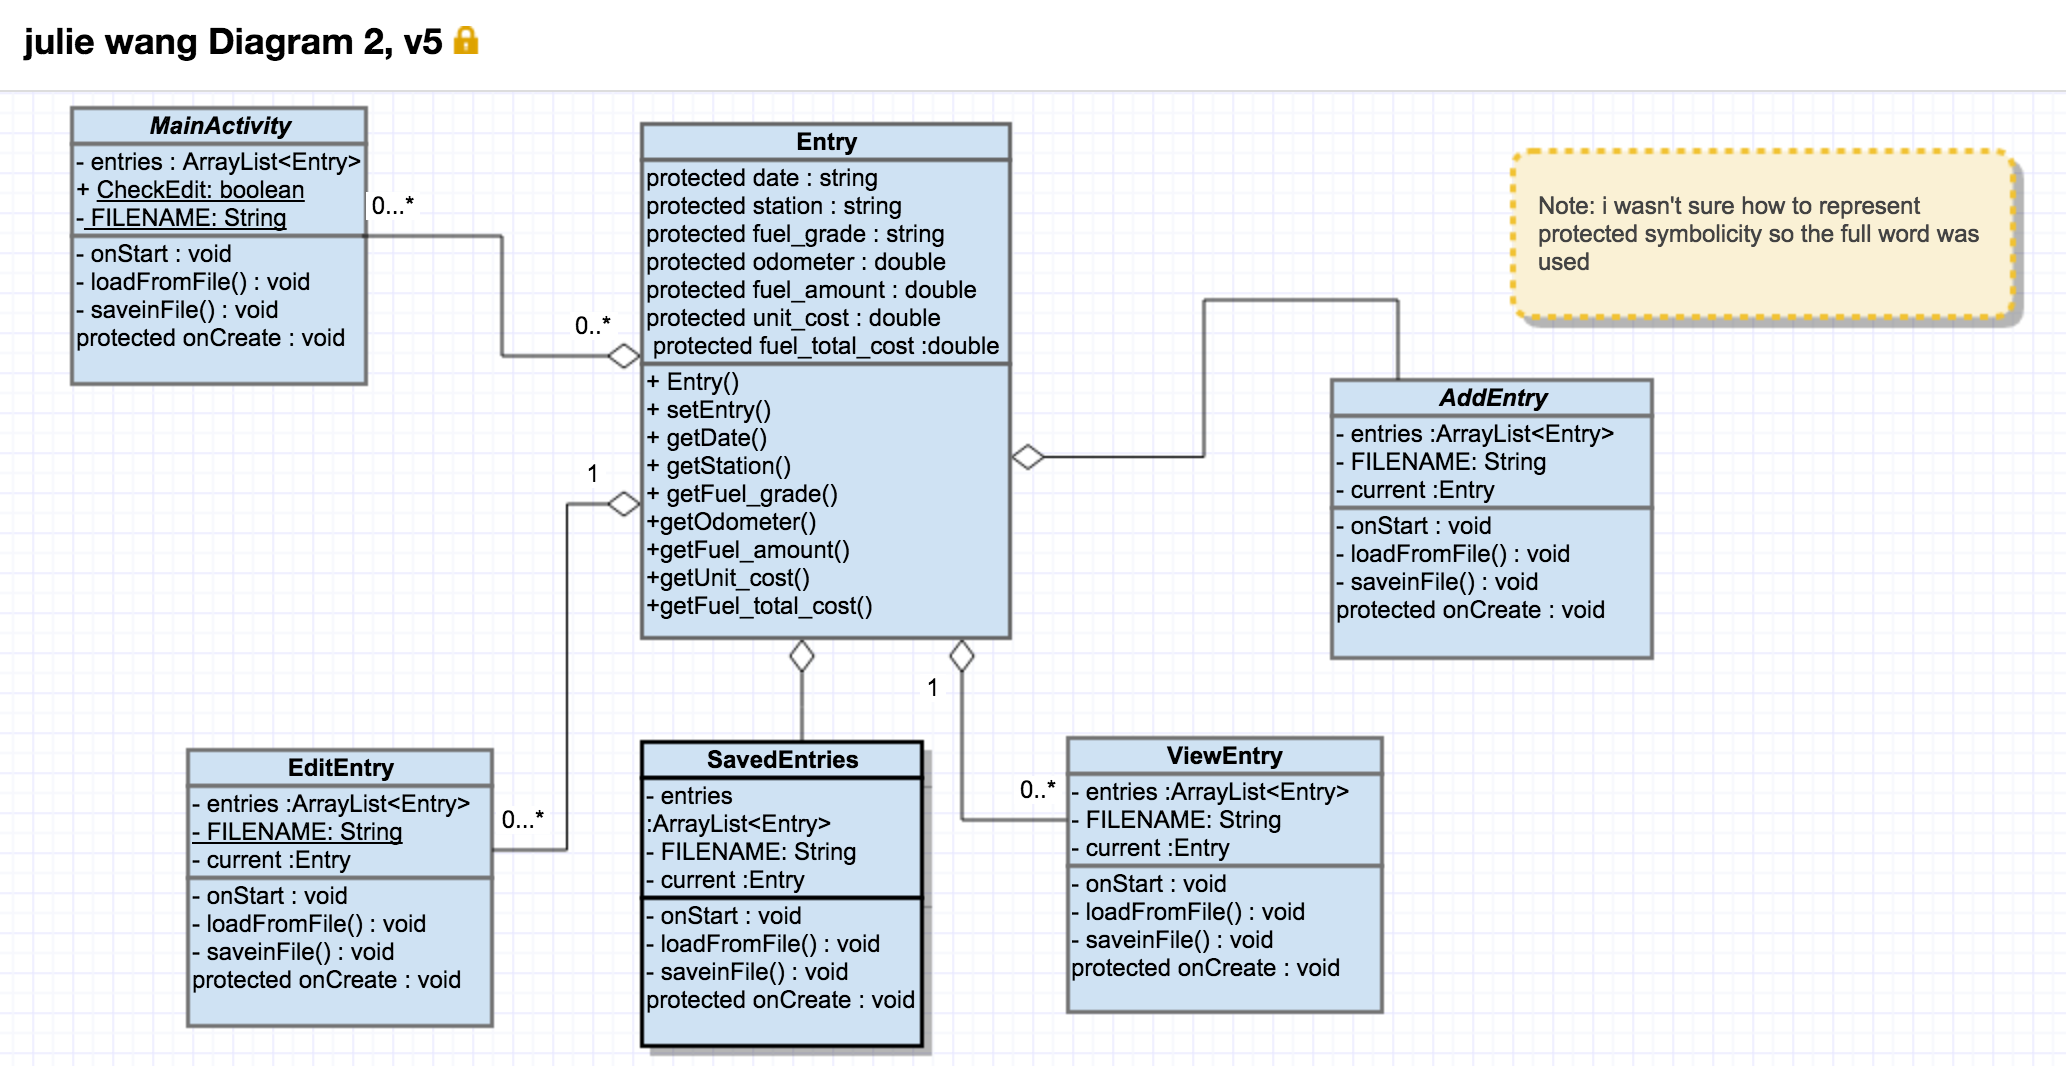 julie wang Diagram 2, v5
MainActivity
- entries : ArrayList<Entry>
+ CheckEdit: boolean
- FILENAME: String
- onStart : void
- loadFromFile() : void
- saveinFile() : void
protected onCreate : void
0...*
0..*
Entry
protected date : string
protected station : string
protected fuel_grade : string
protected odometer : double
protected fuel_amount : double
protected unit_cost : double
protected fuel_total_cost :double
+ Entry()
+ setEntry()
+ getDate()
+ getStation()
+ getFuel_grade()
+getOdometer()
+getFuel_amount()
+getUnit_cost()
+getFuel_total_cost()
Note: i wasn't sure how to represent
protected symbolicity so the full word was
used
AddEntry
- entries :ArrayList<Entry>
- FILENAME: String
- current :Entry
- onStart : void
- loadFromFile() : void
- saveinFile() : void
protected onCreate : void
1
EditEntry
- entries :ArrayList<Entry>
- FILENAME: String
- current :Entry
- onStart : void
- loadFromFile() : void
- saveinFile() : void
protected onCreate : void
0...*
SavedEntries
- entries
:ArrayList<Entry>
- FILENAME: String
- current :Entry
- onStart : void
- loadFromFile() : void
- saveinFile() : void
protected onCreate : void
1
0..*
ViewEntry
- entries :ArrayList<Entry>
- FILENAME: String
- current :Entry
- onStart : void
- loadFromFile() : void
- saveinFile() : void
protected onCreate : void